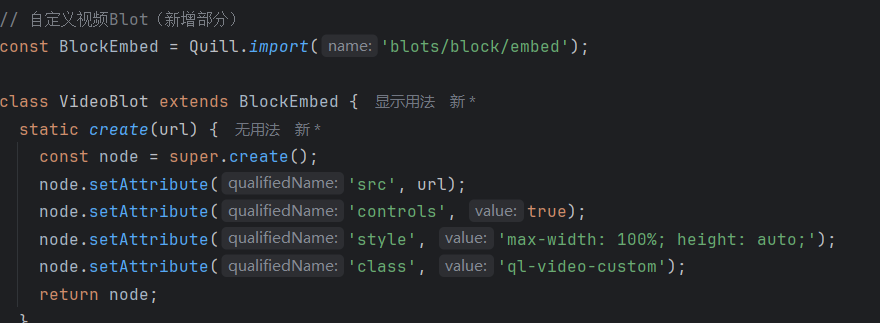 // 自定义视频Blot（新增部分）
const BlockEmbed = Quill.import( name: 'blots/block/embed');
class VideoBlot extends BlockEmbed { 显示用法 新 *
static create(url) { 无用法 新 *
const node = super.create();
node.setAttribute( qualifiedName: 'src', url);
node.setAttribute( qualifiedName: 'controls', value: true);
node.setAttribute( qualifiedName: 'style', value: 'max-width: 100%; height: auto;');
node.setAttribute( qualifiedName: 'class', value: 'ql-video-custom');
return node;
}